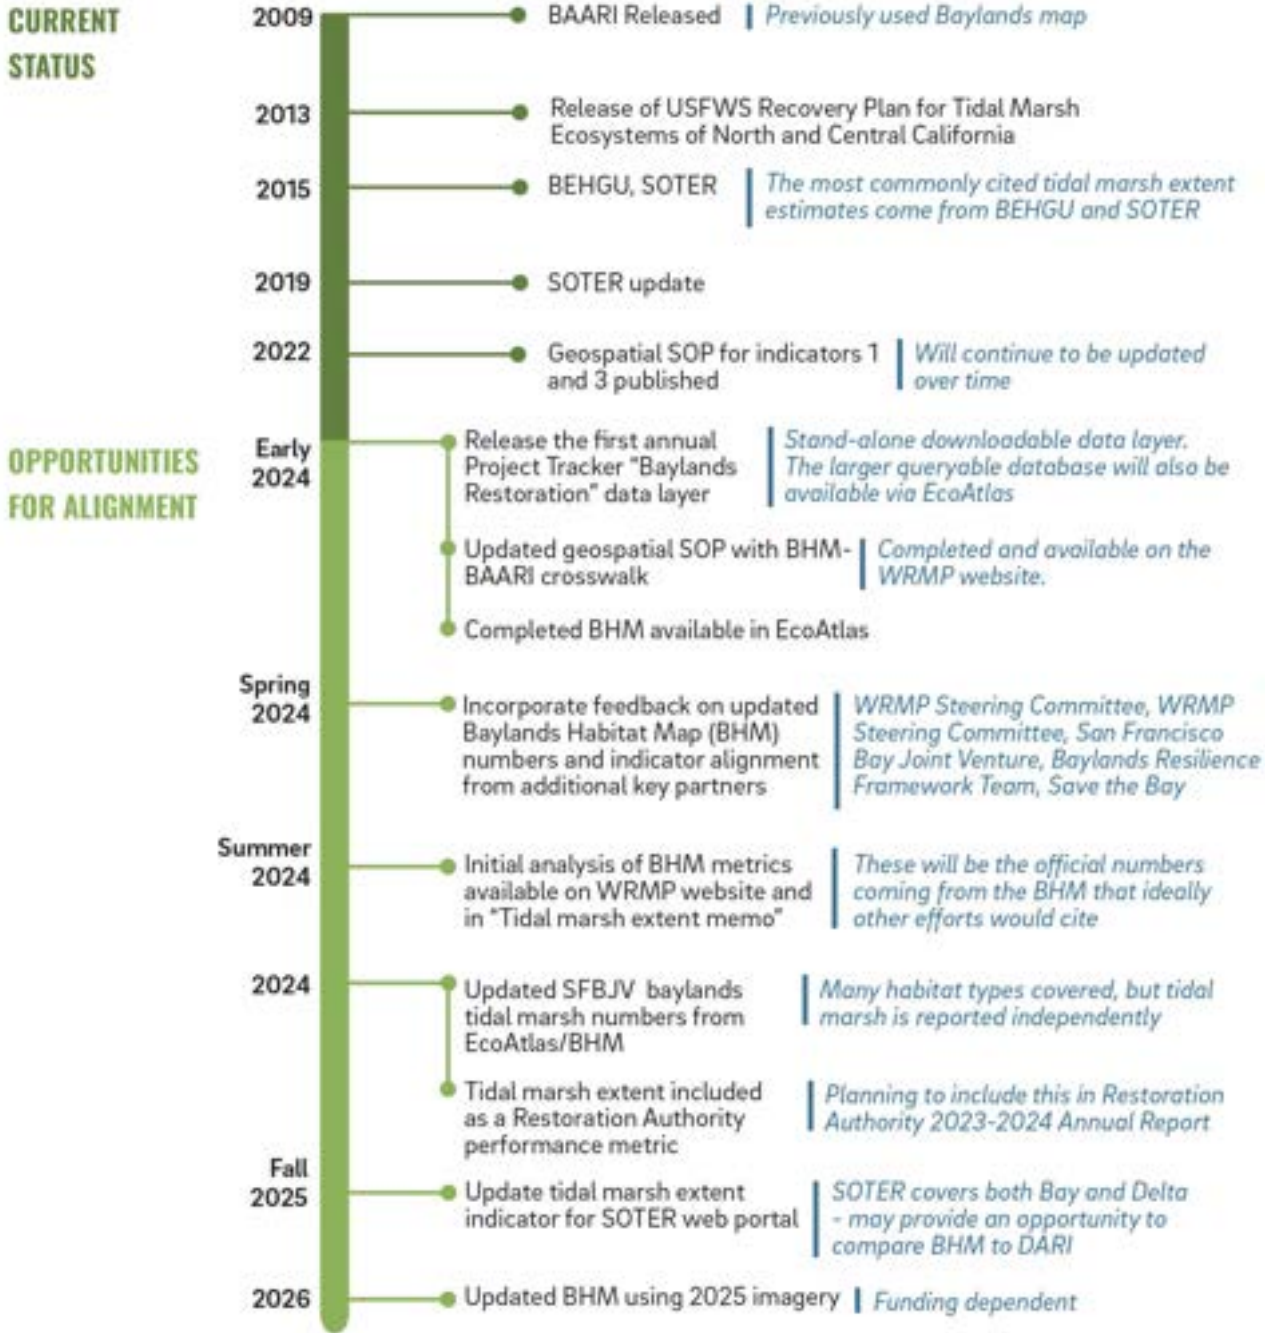 CURRENT
STATUS
2009
BAARI Released
Previously used Baylands map
2013
Release of USFWS Recovery Plan for Tidal Marsh
Ecosystems of North and Central California
2015
BEHGU, SOTER
The most commonly cited tidal marsh extent
estimates come from BEHGU and SOTER
2019
SOTER update
2022
Geospatial SOP for indicators 1
and 3 published
Will continue to be updated
over time
OPPORTUNITIES
FOR ALIGNMENT
Early
2024
Release the first annual
Project Tracker "Baylands
Restoration" data layer
Stand-alone downloadable data layer.
The larger queryable database will also be
available via EcoAtlas
Updated geospatial SOP with BHM-
BAARI crosswalk
Completed and available on the
WRMP website.
Completed BHM available in EcoAtlas
Spring
2024
Incorporate feedback on updated
Baylands Habitat Map (BHM)
numbers and indicator alignment
from additional key partners
WRMP Steering Committee, WRMP
Steering Committee, San Francisco
Bay Joint Venture, Baylands Resilience
Framework Team, Save the Bay
Summer
2024
Initial analysis of BHM metrics
available on WRMP website and
in "Tidal marsh extent memo"
These will be the official numbers
coming from the BHM that ideally
other efforts would cite
2024
Updated SFBJV baylands
tidal marsh numbers from
EcoAtlas/BHM
Many habitat types covered, but tidal
marsh is reported independently
Tidal marsh extent included
as a Restoration Authority
performance metric
Planning to include this in Restoration
Authority 2023-2024 Annual Report
Fall
2025
Update tidal marsh extent
indicator for SOTER web portal
SOTER covers both Bay and Delta
- may provide an opportunity to
compare BHM to DARI
2026
Updated BHM using 2025 imagery
Funding dependent